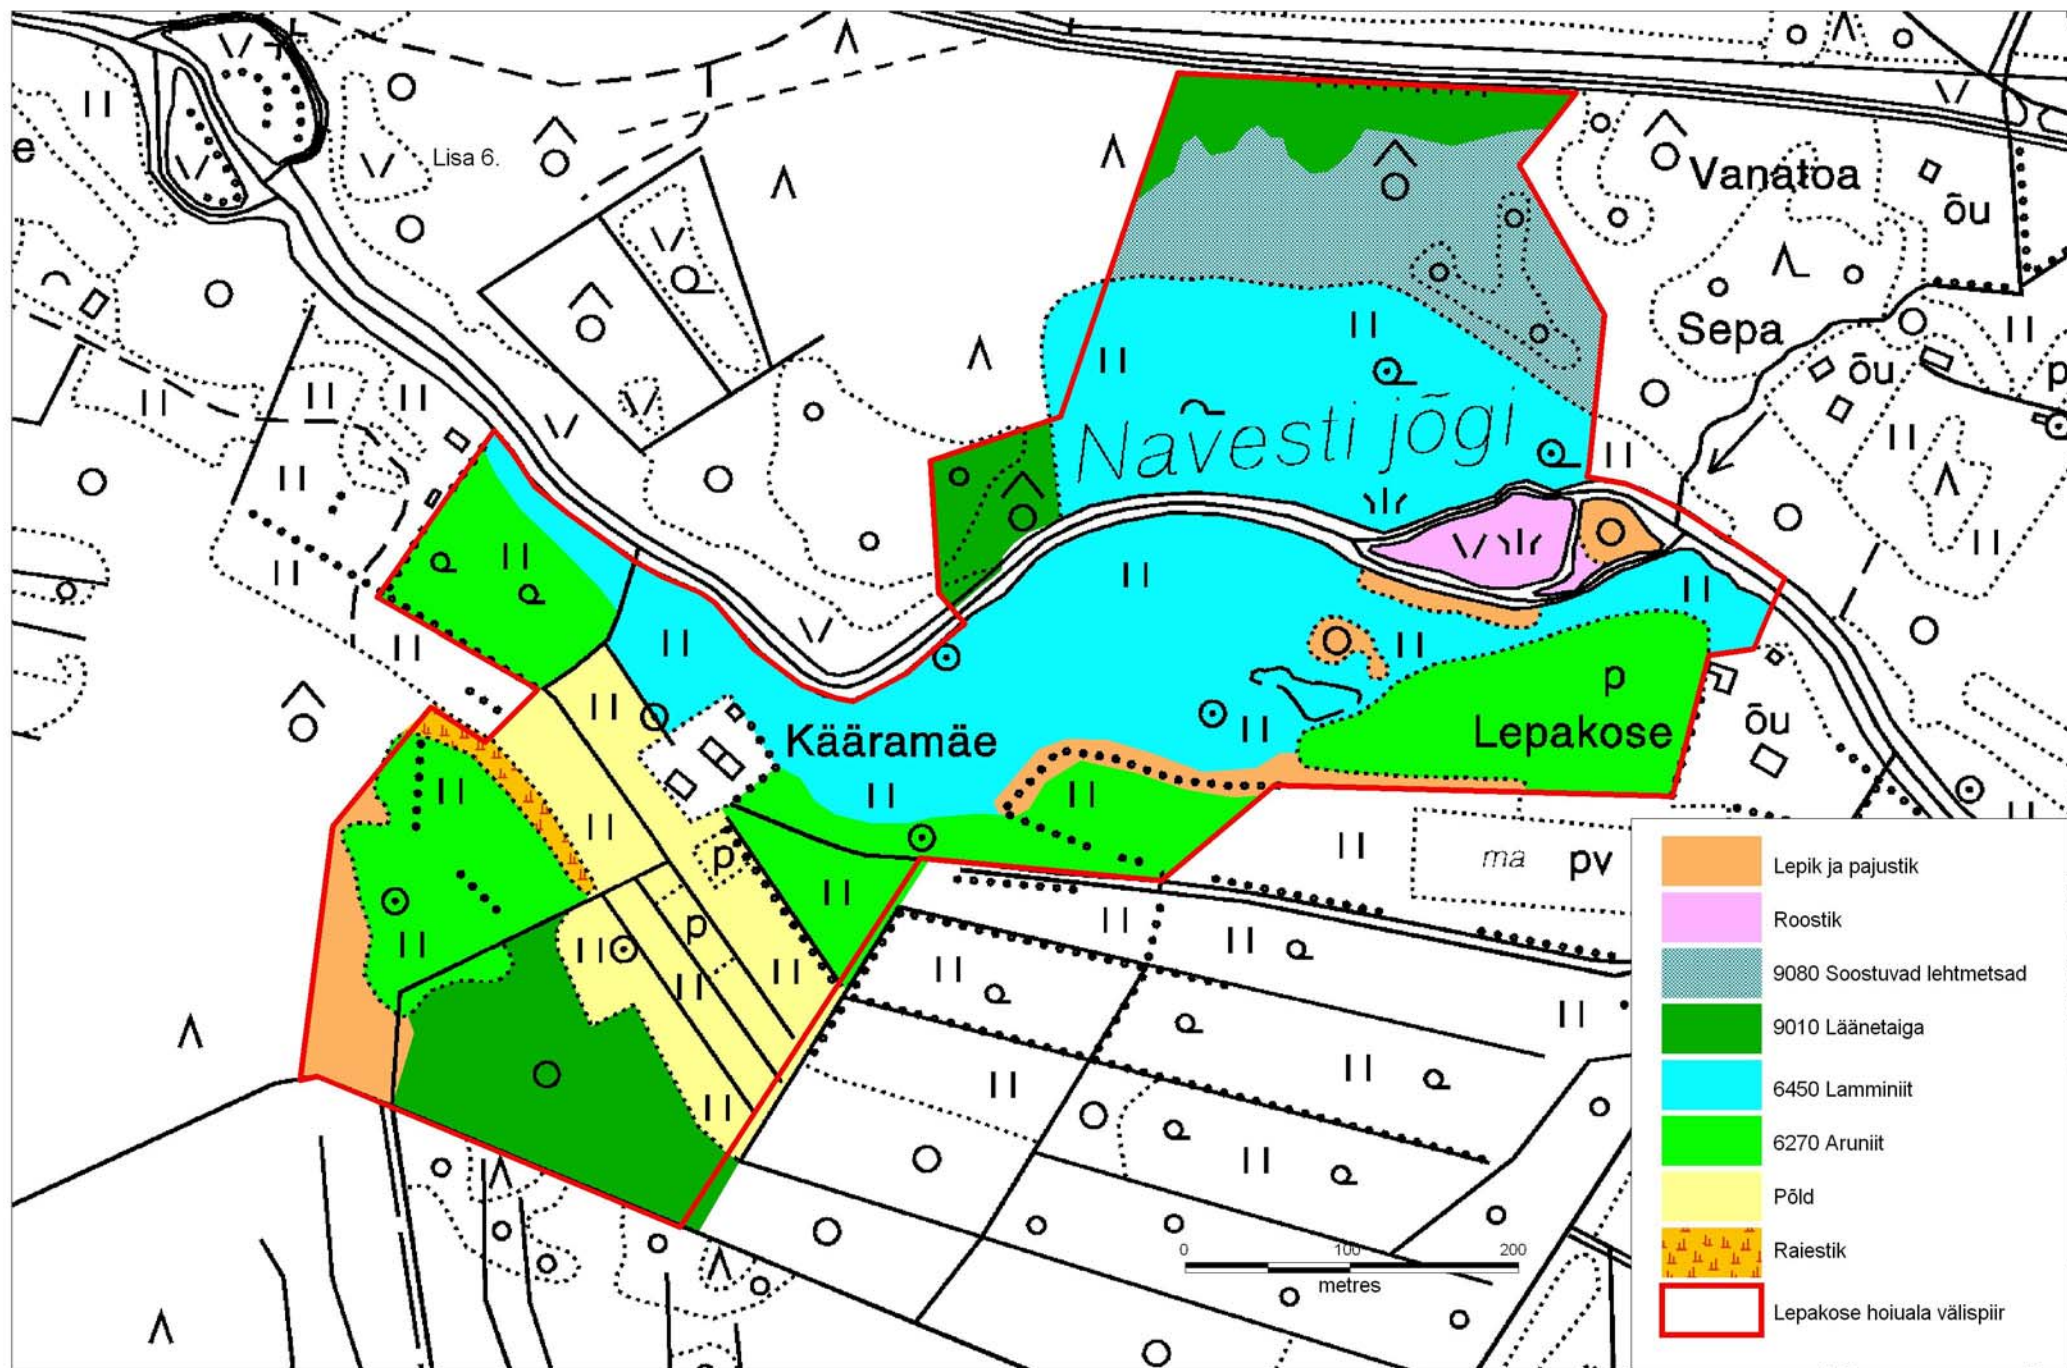 e
Lisa 6.
Vanatoa
õu
Sepa
õu
p
Navesti jõgi
p
Lepakose
õu
Kääramäe
p
p
ma pv
Lepik ja pajustik
Roostik
9080 Soostuvad lehtmetsad
9010 Läänetaiga
6450 Lamminiit
6270 Aruniit
Põld
Raiestik
Lepakose hoiuala välispiir
0 100 200
metres